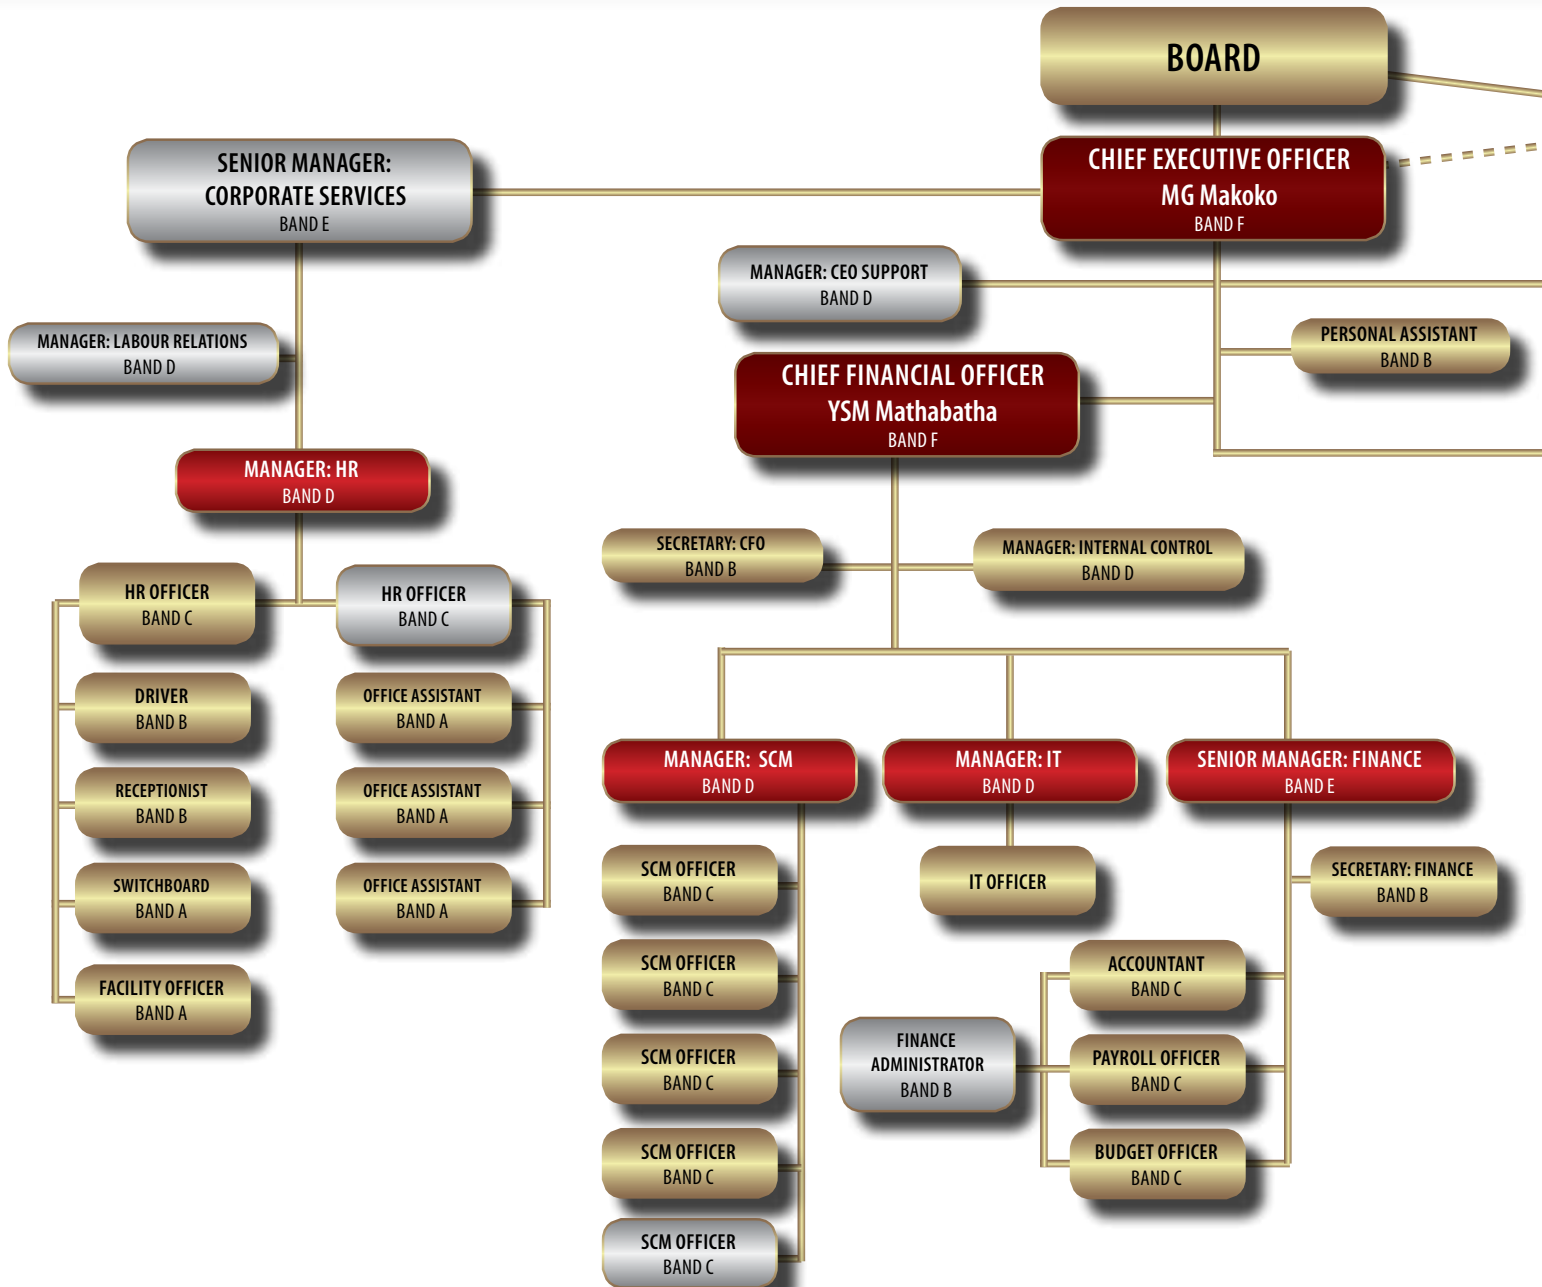 BOARD
CHIEF EXECUTIVE OFFICER
MG Makoko
BAND F
SENIOR MANAGER:
CORPORATE SERVICES
BAND E
MANAGER: CEO SUPPORT
BAND D
PERSONAL ASSISTANT
BAND B
MANAGER: LABOUR RELATIONS
BAND D
CHIEF FINANCIAL OFFICER
YSM Mathabatha
BAND F
MANAGER: HR
BAND D
SECRETARY: CFO
BAND B
MANAGER: INTERNAL CONTROL
BAND D
HR OFFICER
BAND C
HR OFFICER
BAND C
DRIVER
BAND B
OFFICE ASSISTANT
BAND A
RECEPTIONIST
BAND B
OFFICE ASSISTANT
BAND A
SWITCHBOARD
BAND A
OFFICE ASSISTANT
BAND A
FACILITY OFFICER
BAND A
MANAGER: SCM
BAND D
MANAGER: IT
BAND D
SENIOR MANAGER: FINANCE
BAND E
SCM OFFICER
BAND C
IT OFFICER
SECRETARY: FINANCE
BAND B
SCM OFFICER
BAND C
ACCOUNTANT
BAND C
SCM OFFICER
BAND C
FINANCE
ADMINISTRATOR
BAND B
PAYROLL OFFICER
BAND C
SCM OFFICER
BAND C
BUDGET OFFICER
BAND C
SCM OFFICER
BAND C